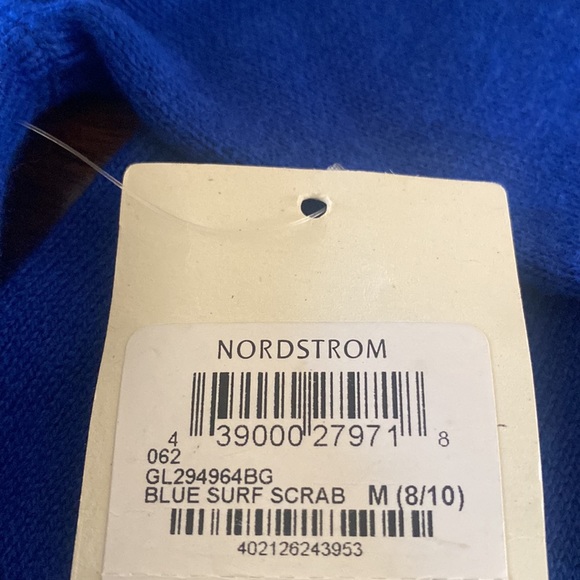 NORDSTROM
4 39000 27971 8
062
GL294964BG
BLUE SURF SCRAB M (8/10)
402126243953